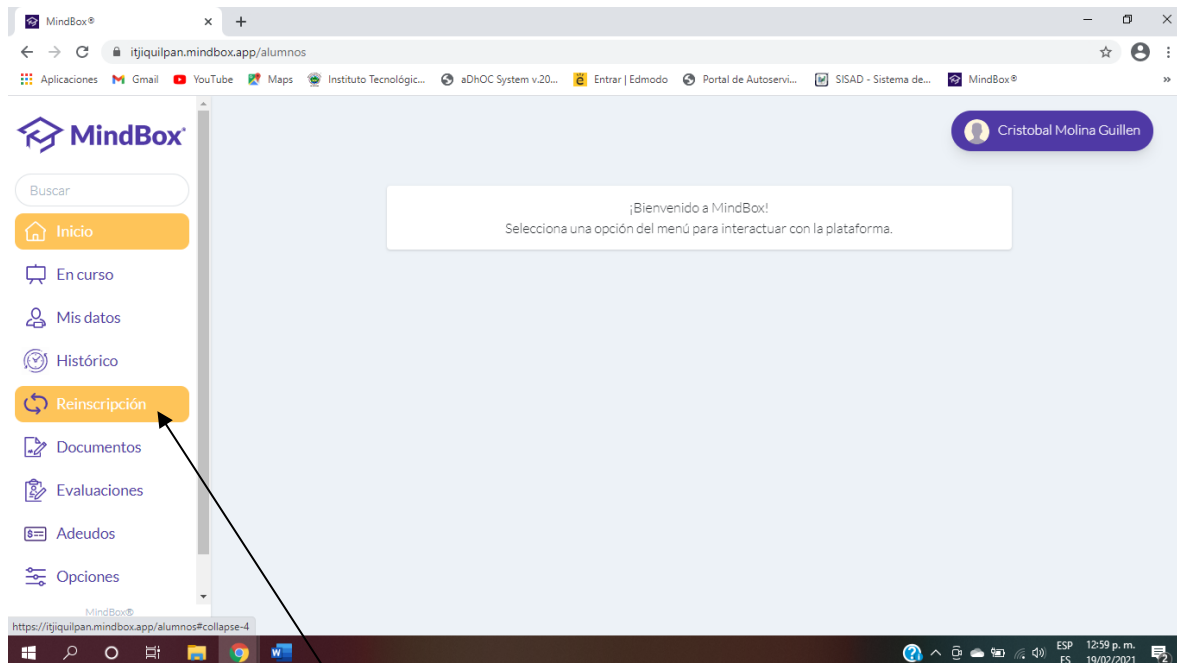 MindBox®
itjiquilpan.mindbox.app/alumnos
Aplicaciones Gmail YouTube Maps Instituto Tecnológic... aDhOC System v.20... Entrar | Edmodo Portal de Autoservi... SISAD - Sistema de... MindBox® »
MindBox
Cristobal Molina Guillen
Buscar
¡Bienvenido a MindBox!
Selecciona una opción del menú para interactuar con la plataforma.
Inicio
En curso
Mis datos
Histórico
Reinscripción
Documentos
Evaluaciones
Adeudos
Opciones
MindBox®
https://itjiquilpan.mindbox.app/alumnos#collapse-4
ESP 12:59 p. m.
ES 19/02/2021
2